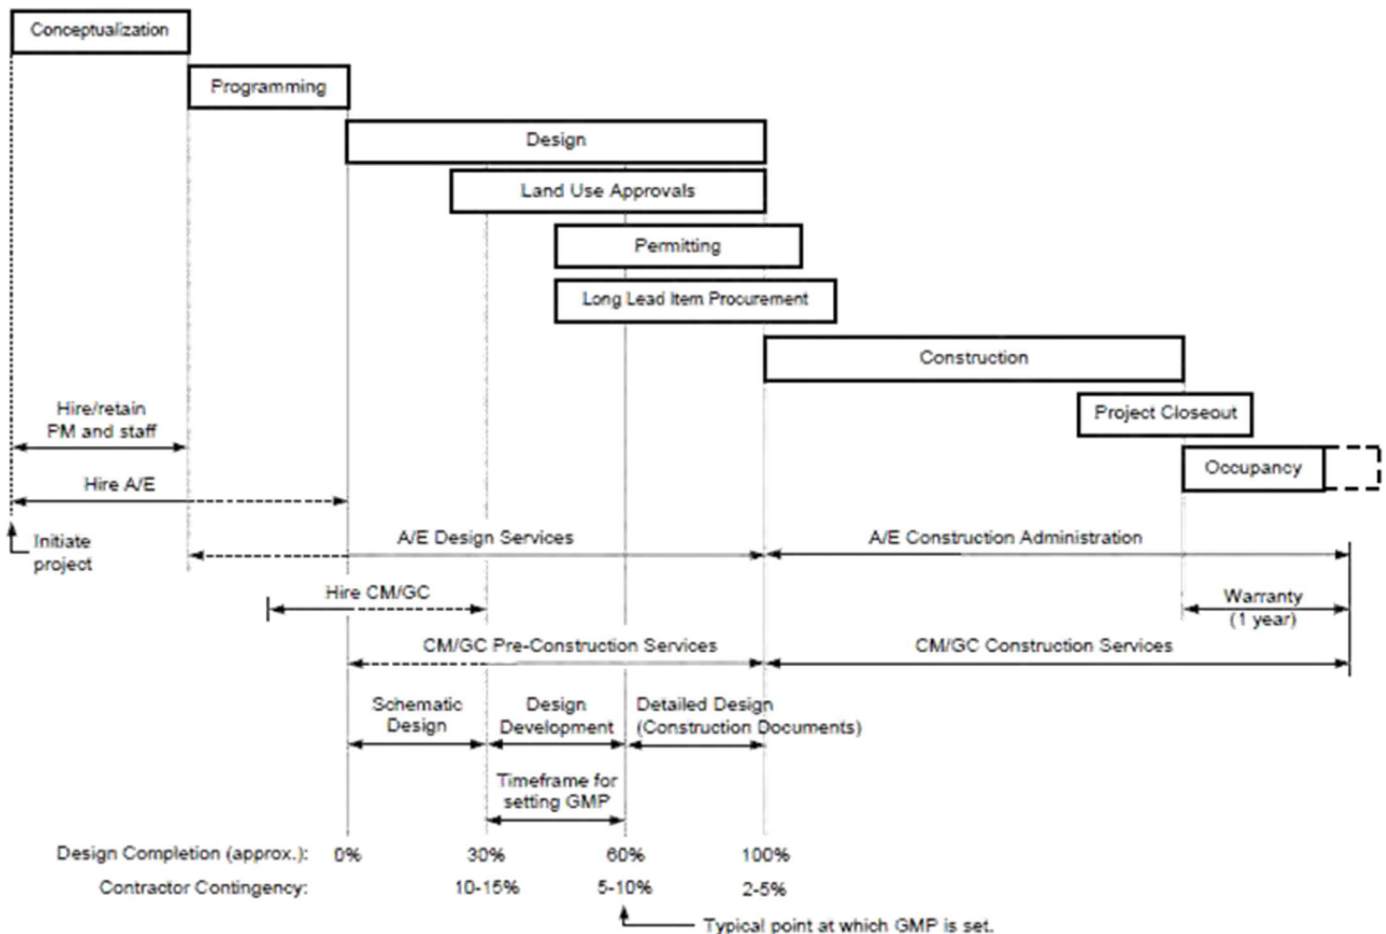 Conceptualization
Programming
Design
Land Use Approvals
Permitting
Long Lead Item Procurement
Construction
Project Closeout
Occupancy
Hire/retain
PM and staff
Hire A/E
Initiate
project
A/E Design Services
A/E Construction Administration
Hire CM/GC
Warranty
(1 year)
CM/GC Pre-Construction Services
CM/GC Construction Services
Schematic
Design
Design
Development
Detailed Design
(Construction Documents)
Timeframe for
setting GMP
Design Completion (approx.): 0% 30% 60% 100%
Contractor Contingency: 10-15% 5-10% 2-5%
Typical point at which GMP is set.